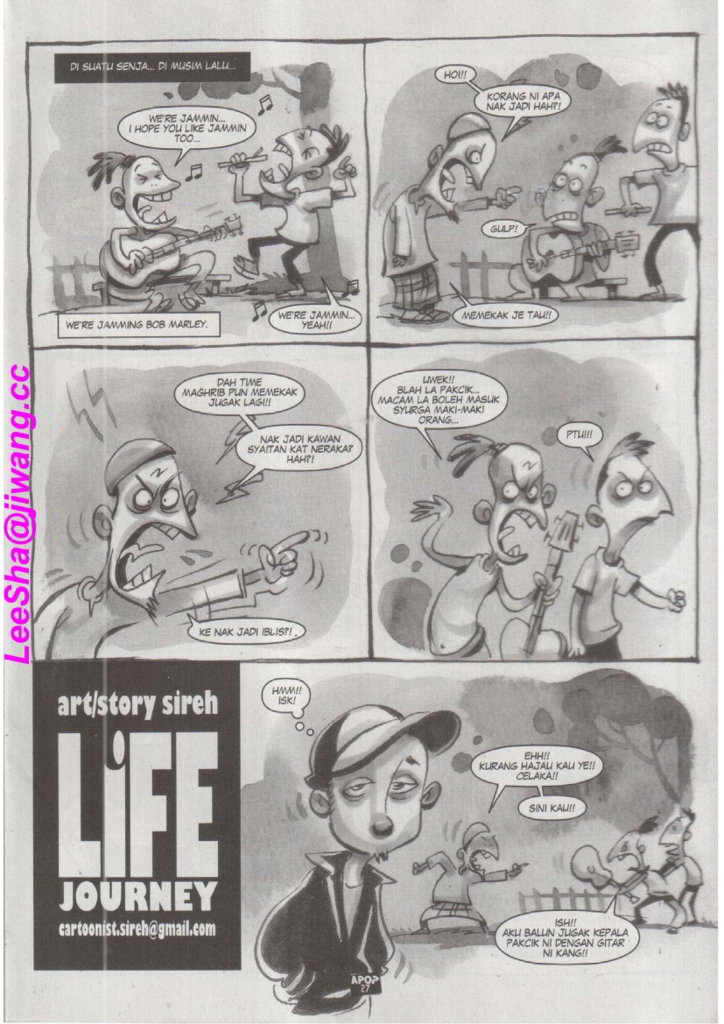 DI SUATU SENJA... DI MUSIM LALU...
WE'RE JAMMIN...
I HOPE YOU LIKE JAMMIN
TOO...
WE'RE JAMMIN...
YEAH!!
WE'RE JAMMING BOB MARLEY.
HOI!!
KORANG NI APA
NAK JADI HAH?!
GULP!
MEMEKAK JE TAU!!
DAH TIME
MAGHRIB PUN MEMEKAK
JUGAK LAGI!!
NAK JADI KAWAN
SYAITAN KAT NERAKA?
HAH?!
KE NAK JADI IBLIS?!.
UWEK!!
BLAH LA PAKCIK...
MACAM LA BOLEH MASUK
SYURGA MAKI-MAKI
ORANG...
PTUI!!
art/story sireh
LiFE
JOURNEY
cartoonist.sireh@gmail.com
HMM!!
ISK!
EHH!!
KURANG HAJAU KAU YE!!
CELAKA!!
SINI KAU!!
ISH!!
AKU BALUN JUGAK KEPALA
PAKCIK NI DENGAN GITAR
NI KANG!!
APOP
27
LeeSha@jiwang.cc